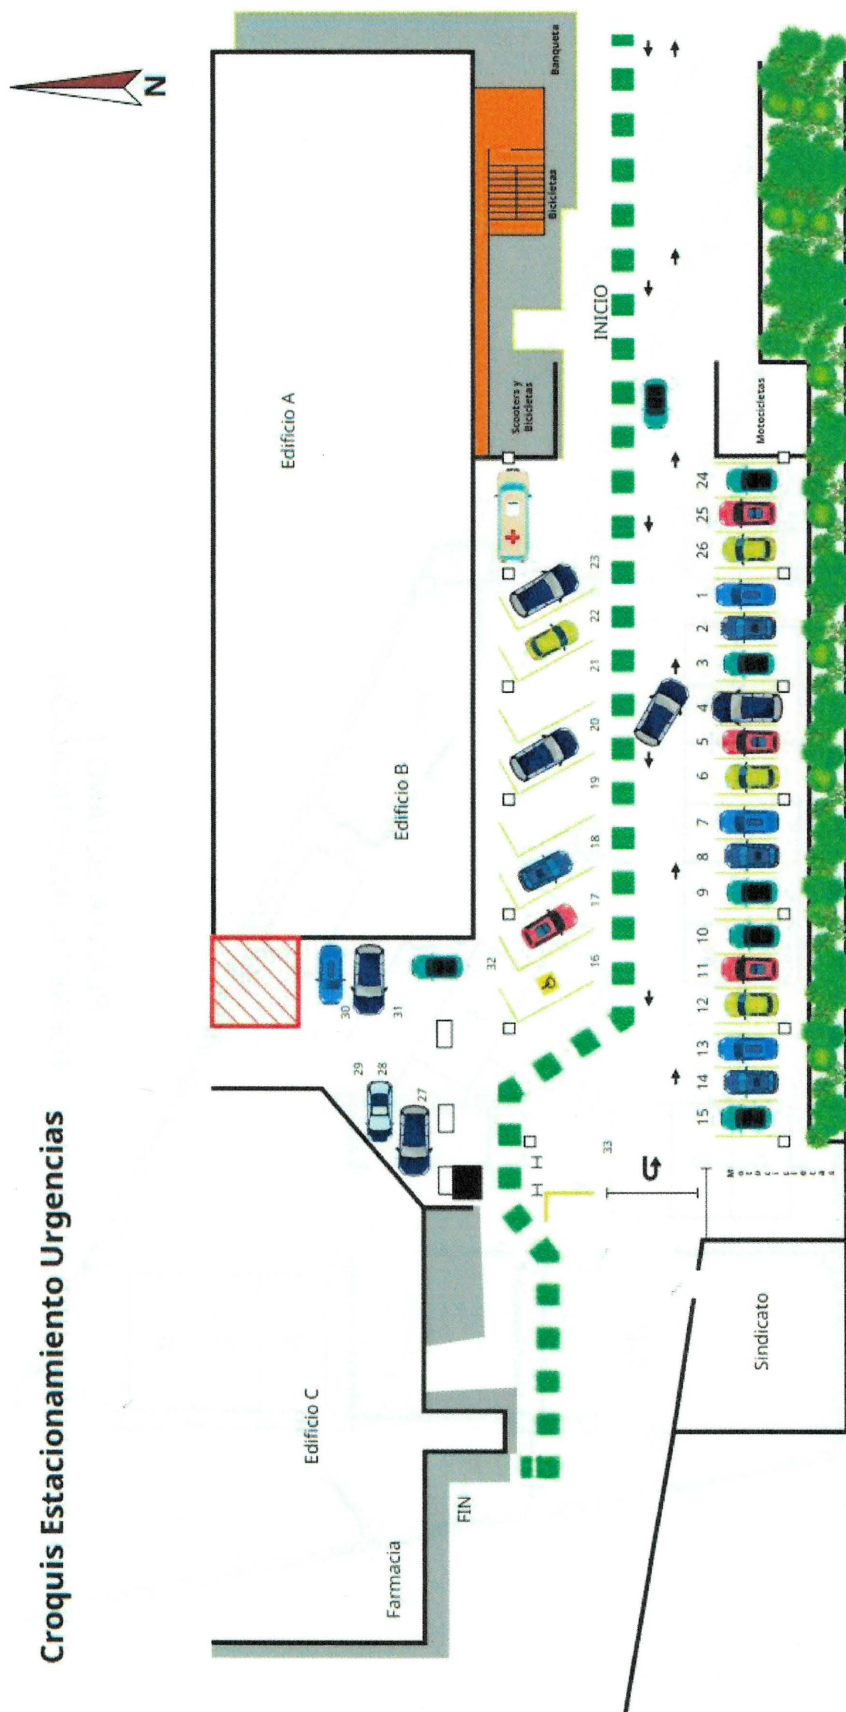 Croquis Estacionamiento Urgencias
N
Edificio C
Edificio B
Edificio A
Farmacia
FIN
29
28
27
30
31
32
16
17
18
19
20
21
22
23
Scooters y
Bicicletas
Bicicletas
Banqueta
INICIO
33
15
14
13
12
11
10
9
8
7
6
5
4
3
2
1
26
25
24
Motocicletas
Motocicletas
Sindicato